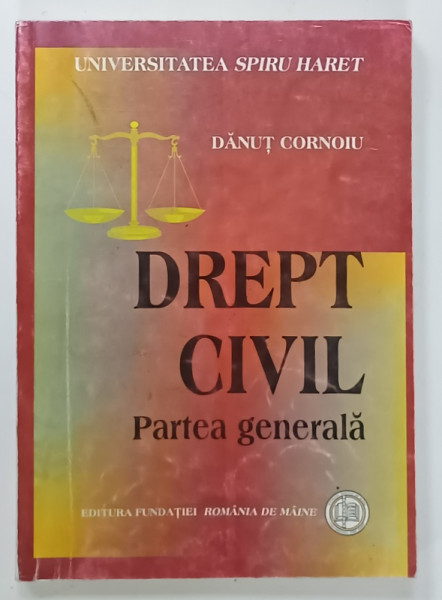 UNIVERSITATEA SPIRU HARET
DĂNUȚ CORNOIU
DREPT
CIVIL
Partea generală
EDITURA FUNDAȚIEI ROMÂNIA DE MÂINE